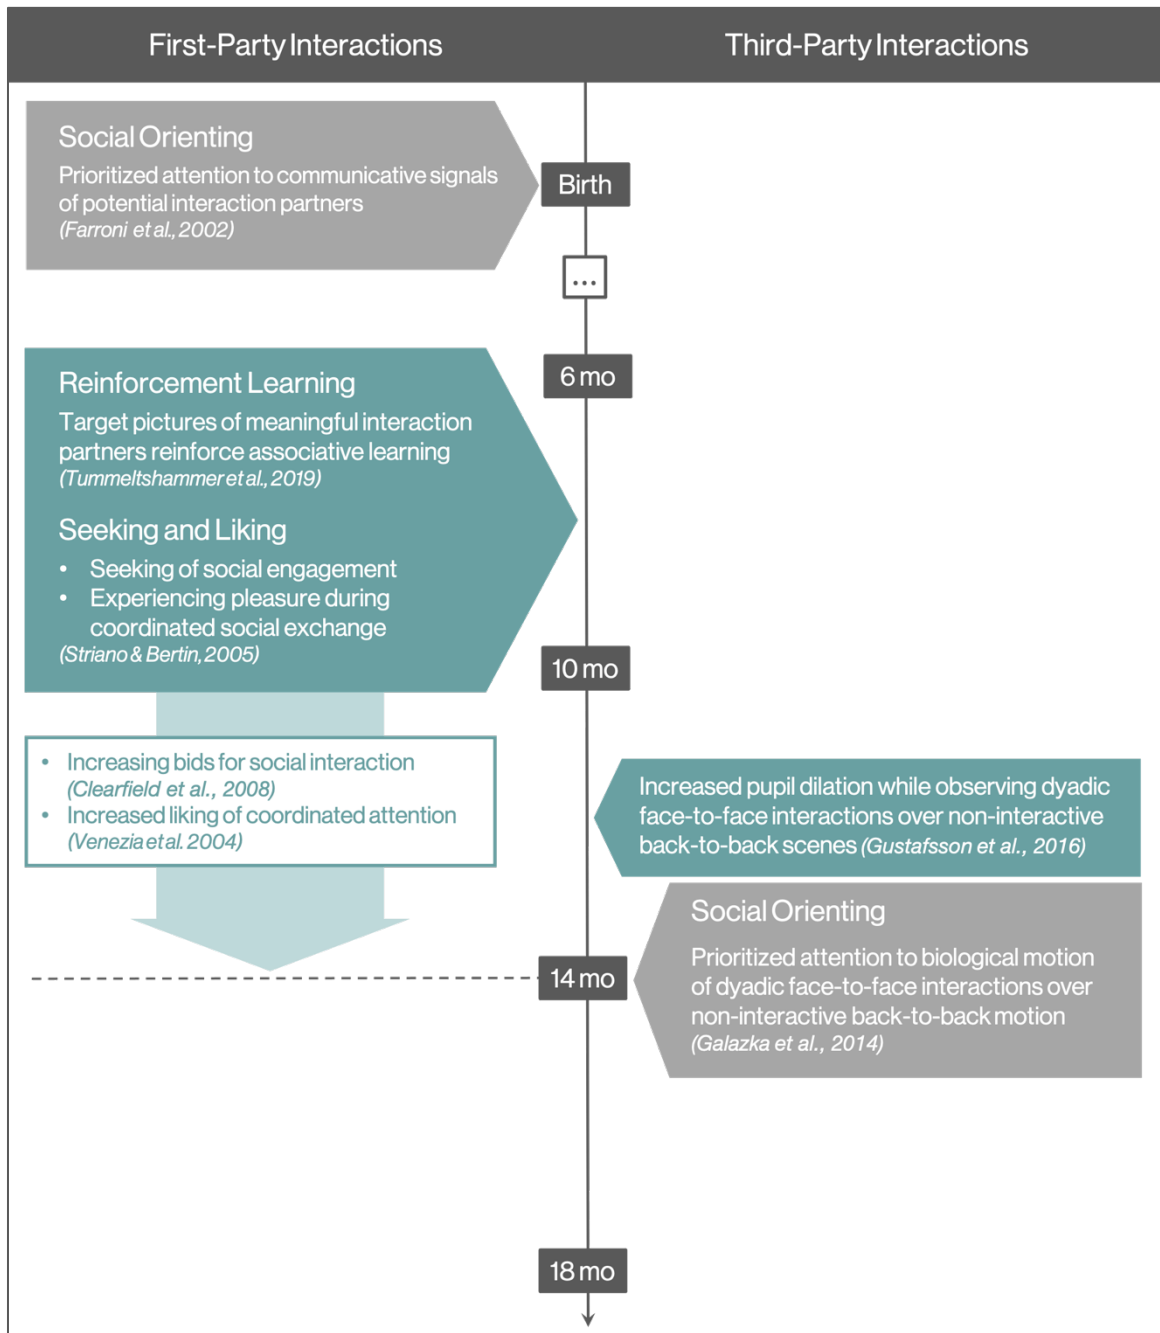 First-Party Interactions
Third-Party Interactions
Social Orienting
Prioritized attention to communicative signals
of potential interaction partners
(Farroni et al., 2002)
Birth
...
6 mo
Reinforcement Learning
Target pictures of meaningful interaction
partners reinforce associative learning
(Tummeltshammer et al., 2019)
Seeking and Liking
• Seeking of social engagement
• Experiencing pleasure during
coordinated social exchange
(Striano & Bertin, 2005)
10 mo
• Increasing bids for social interaction
(Clearfield et al., 2008)
• Increased liking of coordinated attention
(Venezia et al. 2004)
Increased pupil dilation while observing dyadic
face-to-face interactions over non-interactive
back-to-back scenes (Gustafsson et al., 2016)
Social Orienting
Prioritized attention to biological motion
of dyadic face-to-face interactions over
non-interactive back-to-back motion
(Galazka et al., 2014)
14 mo
18 mo